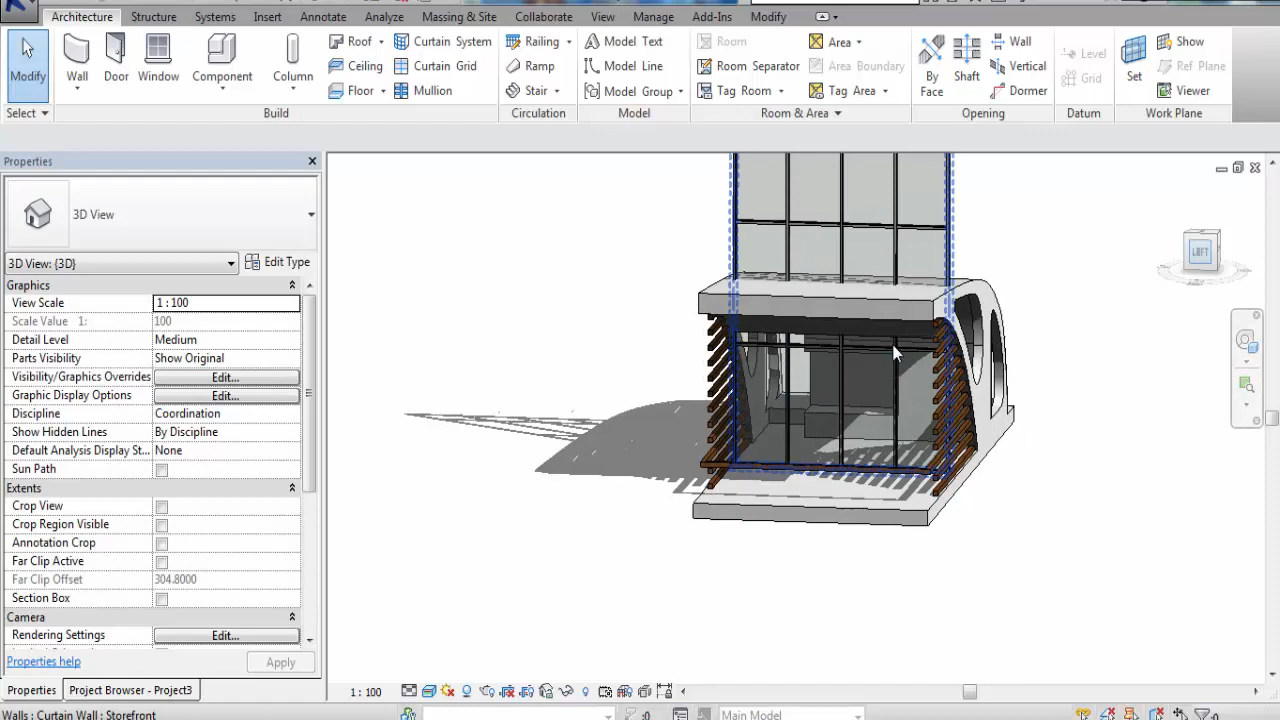 Architecture Structure Systems Insert Annotate Analyze Massing & Site Collaborate View Manage Add-Ins Modify
Modify Wall Door Window Component Column
Roof Curtain System
Ceiling Curtain Grid
Floor Mullion
Railing
Ramp
Stair
Model Text
Model Line
Model Group
Room
Room Separator
Tag Room
Area
Area Boundary
Tag Area
By Face Shaft
Wall
Vertical
Dormer
Level
Grid
Set
Show
Ref Plane
Viewer
Select Build Circulation Model Room & Area Opening Datum Work Plane
Properties
3D View
3D View: {3D} Edit Type
Graphics
View Scale 1 : 100
Scale Value 1: 100
Detail Level Medium
Parts Visibility Show Original
Visibility/Graphics Overrides Edit...
Graphic Display Options Edit...
Discipline Coordination
Show Hidden Lines By Discipline
Default Analysis Display St... None
Sun Path
Extents
Crop View
Crop Region Visible
Annotation Crop
Far Clip Active
Far Clip Offset 304.8000
Section Box
Camera
Rendering Settings Edit...
Properties help Apply
Properties Project Browser - Project3
LEFT
1 : 100
Walls : Curtain Wall : Storefront
:0
Main Model